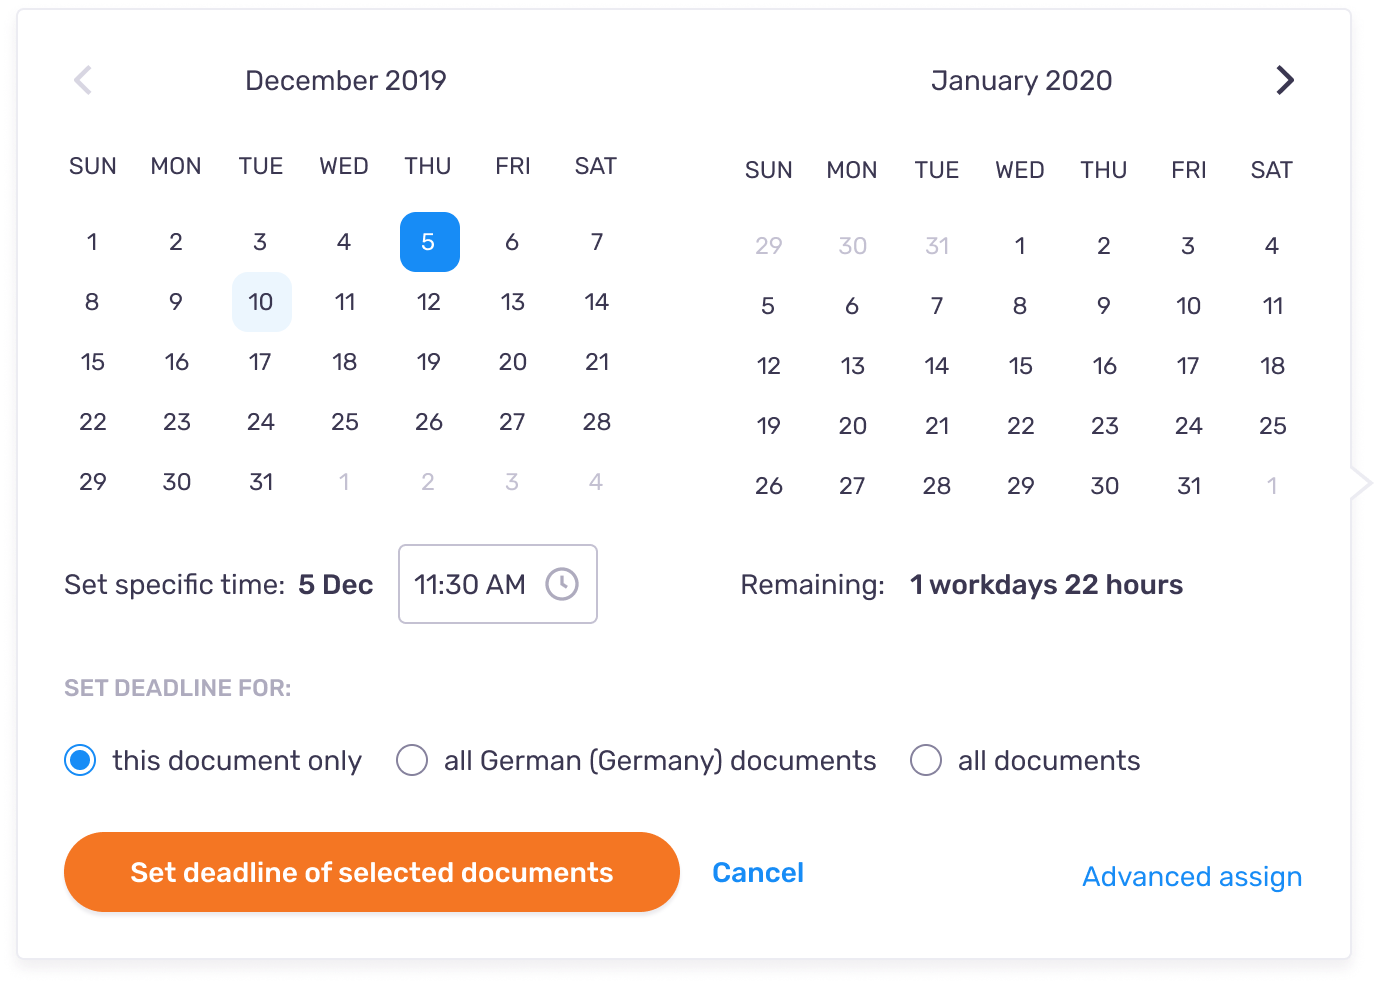 December 2019
SUN MON TUE WED THU FRI SAT
1 2 3 4 5 6 7
8 9 10 11 12 13 14
15 16 17 18 19 20 21
22 23 24 25 26 27 28
29 30 31 1 2 3 4
January 2020
SUN MON TUE WED THU FRI SAT
29 30 31 1 2 3 4
5 6 7 8 9 10 11
12 13 14 15 16 17 18
19 20 21 22 23 24 25
26 27 28 29 30 31 1
Set specific time: 5 Dec 11:30 AM
Remaining: 1 workdays 22 hours
SET DEADLINE FOR:
this document only all German (Germany) documents all documents
Set deadline of selected documents Cancel Advanced assign